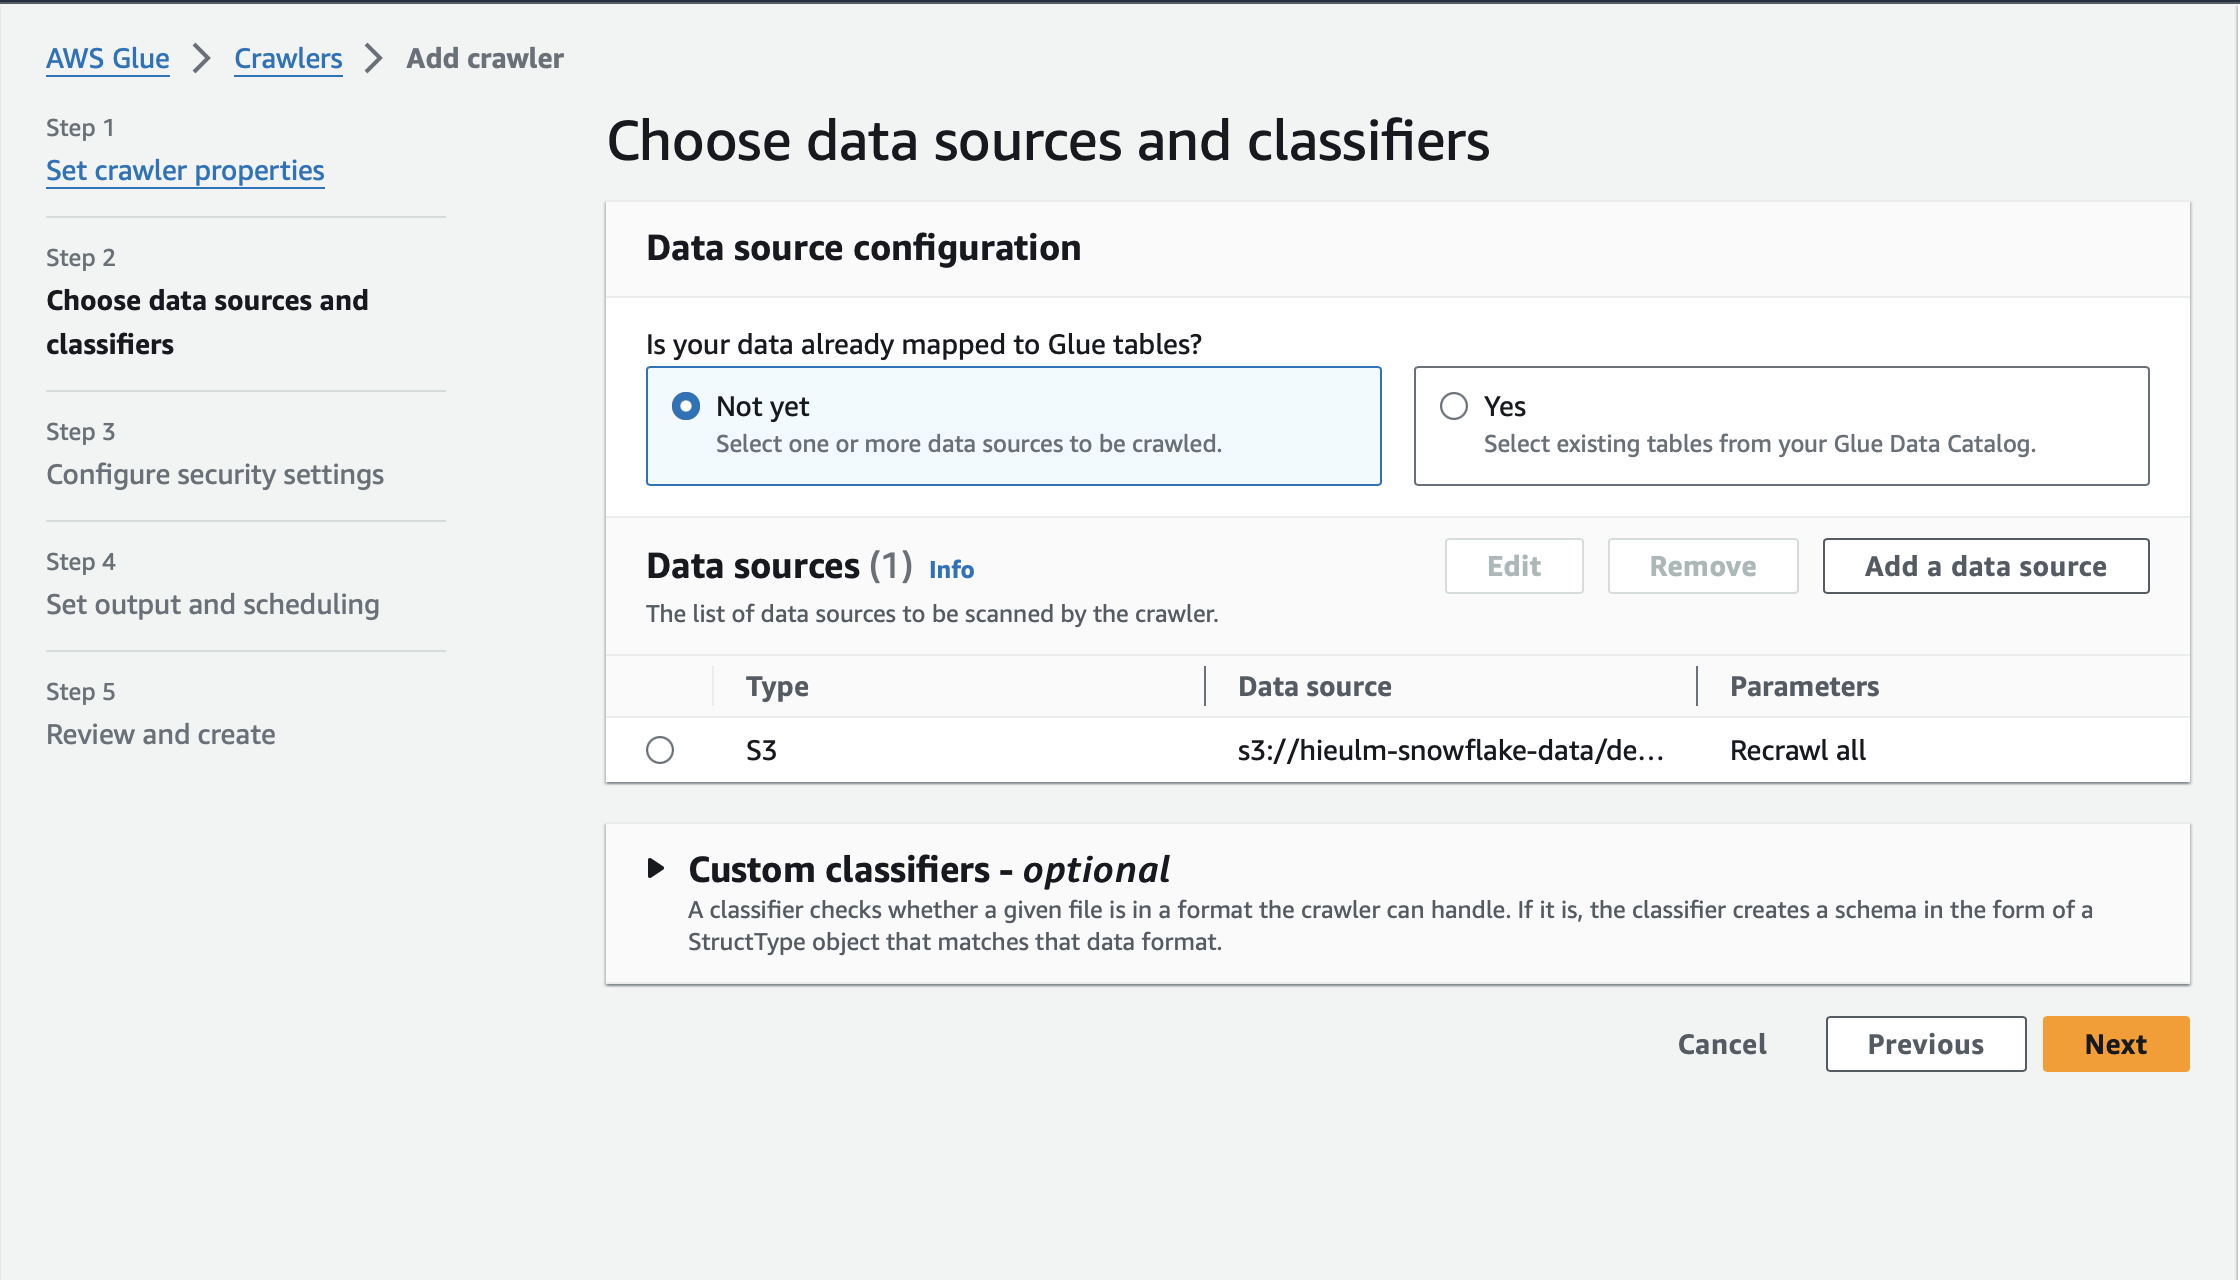 AWS Glue > Crawlers > Add crawler
Step 1
Set crawler properties
Step 2
Choose data sources and
classifiers
Step 3
Configure security settings
Step 4
Set output and scheduling
Step 5
Review and create
Choose data sources and classifiers
Data source configuration
Is your data already mapped to Glue tables?
Not yet
Select one or more data sources to be crawled.
Yes
Select existing tables from your Glue Data Catalog.
Data sources (1) Info
Edit
Remove
Add a data source
The list of data sources to be scanned by the crawler.
Type
Data source
Parameters
S3
s3://hieulm-snowflake-data/de...
Recrawl all
Custom classifiers - optional
A classifier checks whether a given file is in a format the crawler can handle. If it is, the classifier creates a schema in the form of a
StructType object that matches that data format.
Cancel
Previous
Next